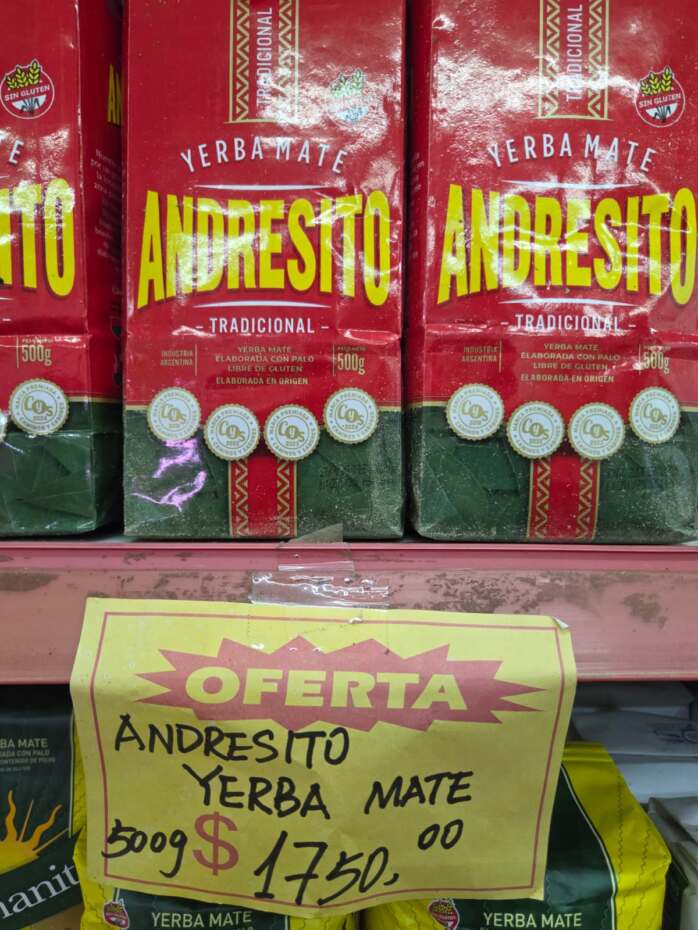 SIN GLUTEN
TRADICIONAL
TRADICIONAL
SIN GLUTEN
YERBA MATE
YERBA MATE
ANDRESITO
ANDRESITO
- TRADICIONAL -
- TRADICIONAL -
500g
INDUSTRIA
ARGENTINA
YERBA MATE
ELABORADA CON PALO
LIBRE DE GLUTEN
ELABORADA EN ORIGEN
500g
INDUSTRIA
ARGENTINA
YERBA MATE
ELABORADA CON PALO
LIBRE DE GLUTEN
ELABORADA EN ORIGEN
500g
OFERTA
ANDRESITO
YERBA MATE
500g $ 1750,00
YERBA MATE
YERBA MATE